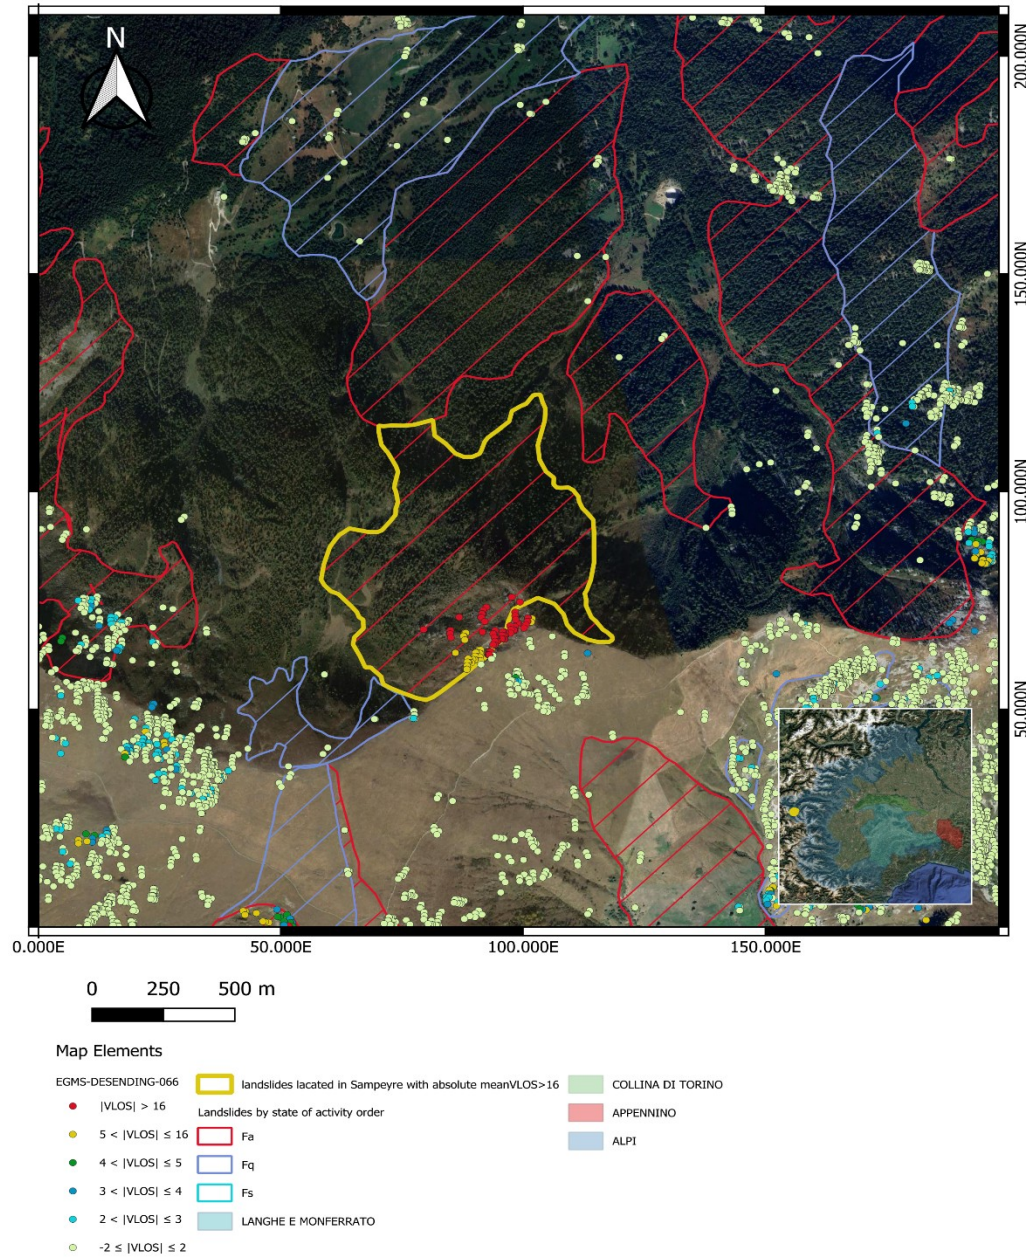 N
200.000N
150.000N
100.000N
50.000N
0.000E
50.000E
100.000E
150.000E
0 250 500 m
Map Elements
EGMS-DESENDING-066
|VLOS| > 16
5 < |VLOS| ≤ 16
4 < |VLOS| ≤ 5
3 < |VLOS| ≤ 4
2 < |VLOS| ≤ 3
-2 ≤ |VLOS| ≤ 2
landslides lacated in Sampeyre with absolute meanVLOS>16
Landslides by state of activity order
Fa
Fq
Fs
LANGHE E MONFERRATO
COLLINA DI TORINO
APPENNINO
ALPI